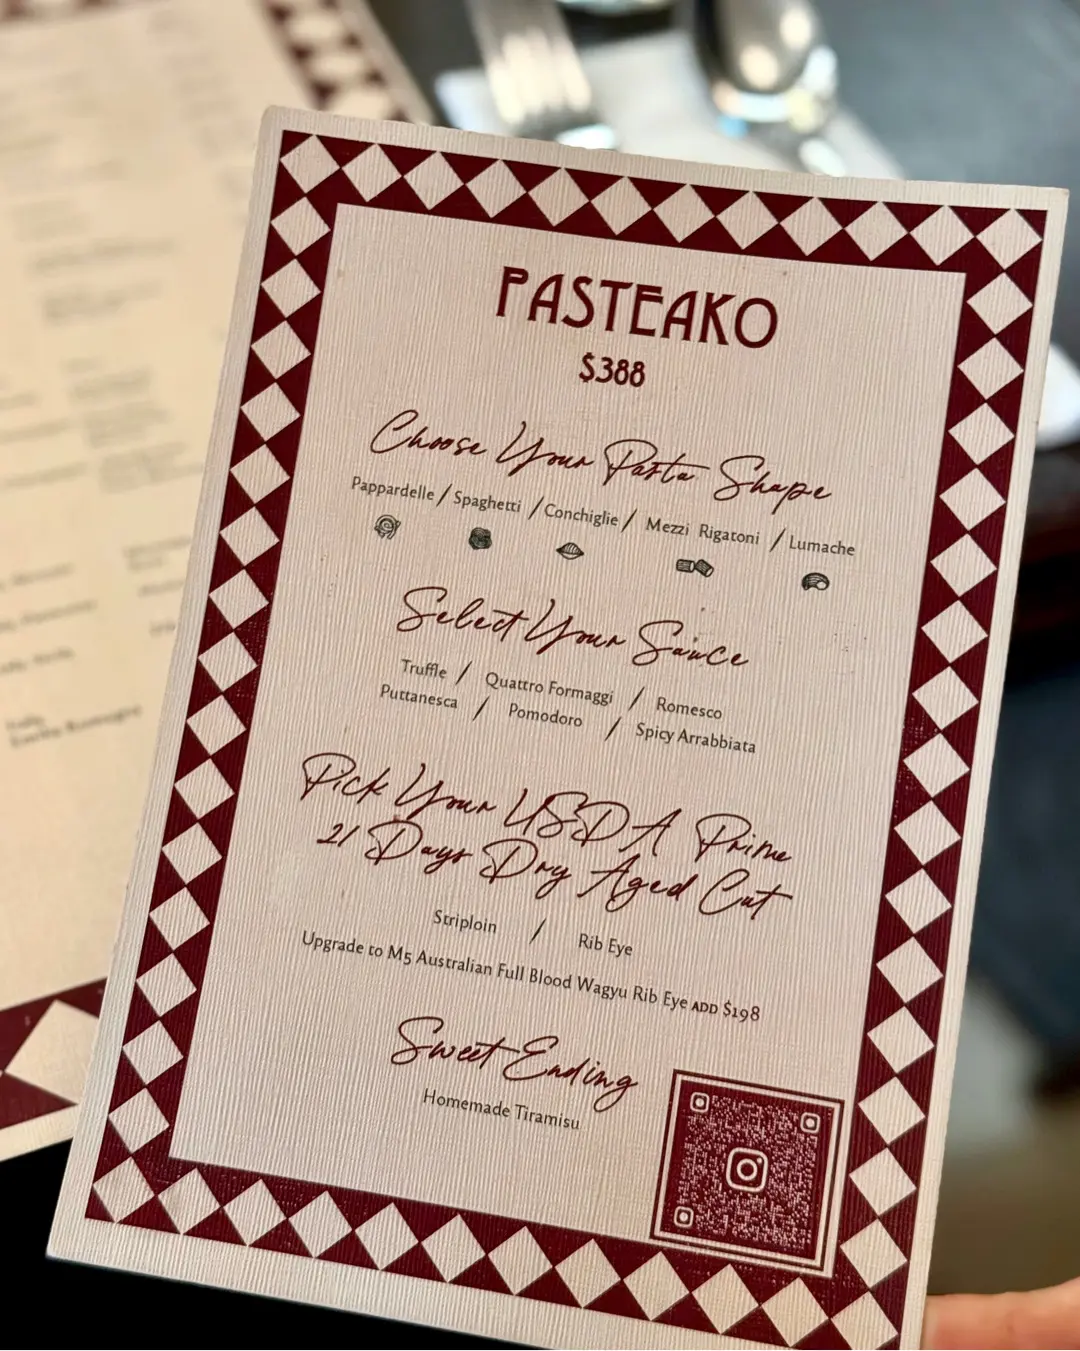 PASTEAKO
$388
Choose Your Pasta Shape
Pappardelle / Spaghetti / Conchiglie / Mezzi Rigatoni / Lumache
Select Your Sauce
Truffle / Quattro Formaggi / Romesco
Puttanesca / Pomodoro / Spicy Arrabbiata
Pick Your USDA Prime
21 Days Dry Aged Cut
Striploin / Rib Eye
Upgrade to M5 Australian Full Blood Wagyu Rib Eye ADD $198
Sweet Ending
Homemade Tiramisu